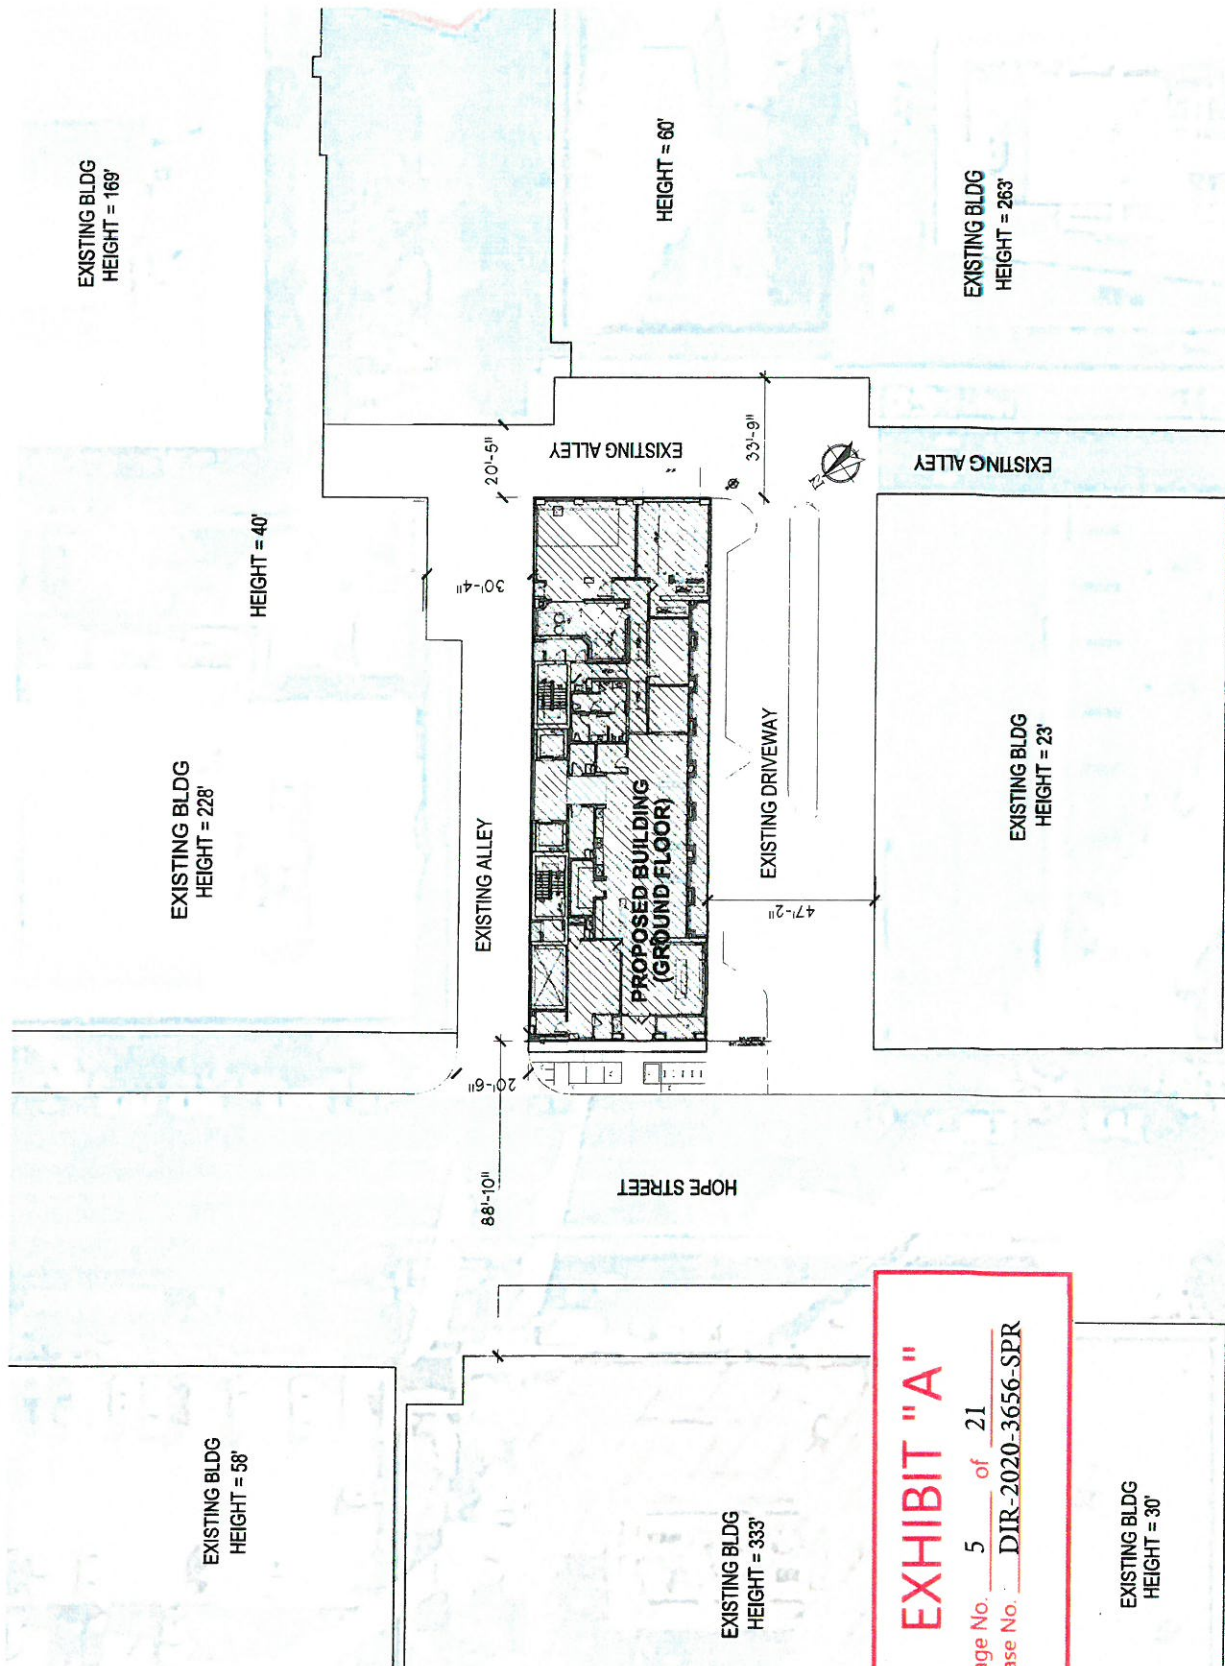 EXISTING BLDG
HEIGHT = 169'
HEIGHT = 60'
EXISTING BLDG
HEIGHT = 263'
HEIGHT = 40'
20'-5"
EXISTING ALLEY
33'-9"
N
EXISTING ALLEY
30'-4"
EXISTING BLDG
HEIGHT = 228'
EXISTING ALLEY
PROPOSED BUILDING
(GROUND FLOOR)
EXISTING DRIVEWAY
47'-2"
EXISTING BLDG
HEIGHT = 23'
20'-6"
88'-10"
HOPE STREET
EXISTING BLDG
HEIGHT = 58'
EXISTING BLDG
HEIGHT = 333'
EXHIBIT "A"
age No. 5 of 21
ase No. DIR-2020-3656-SPR
EXISTING BLDG
HEIGHT = 30'